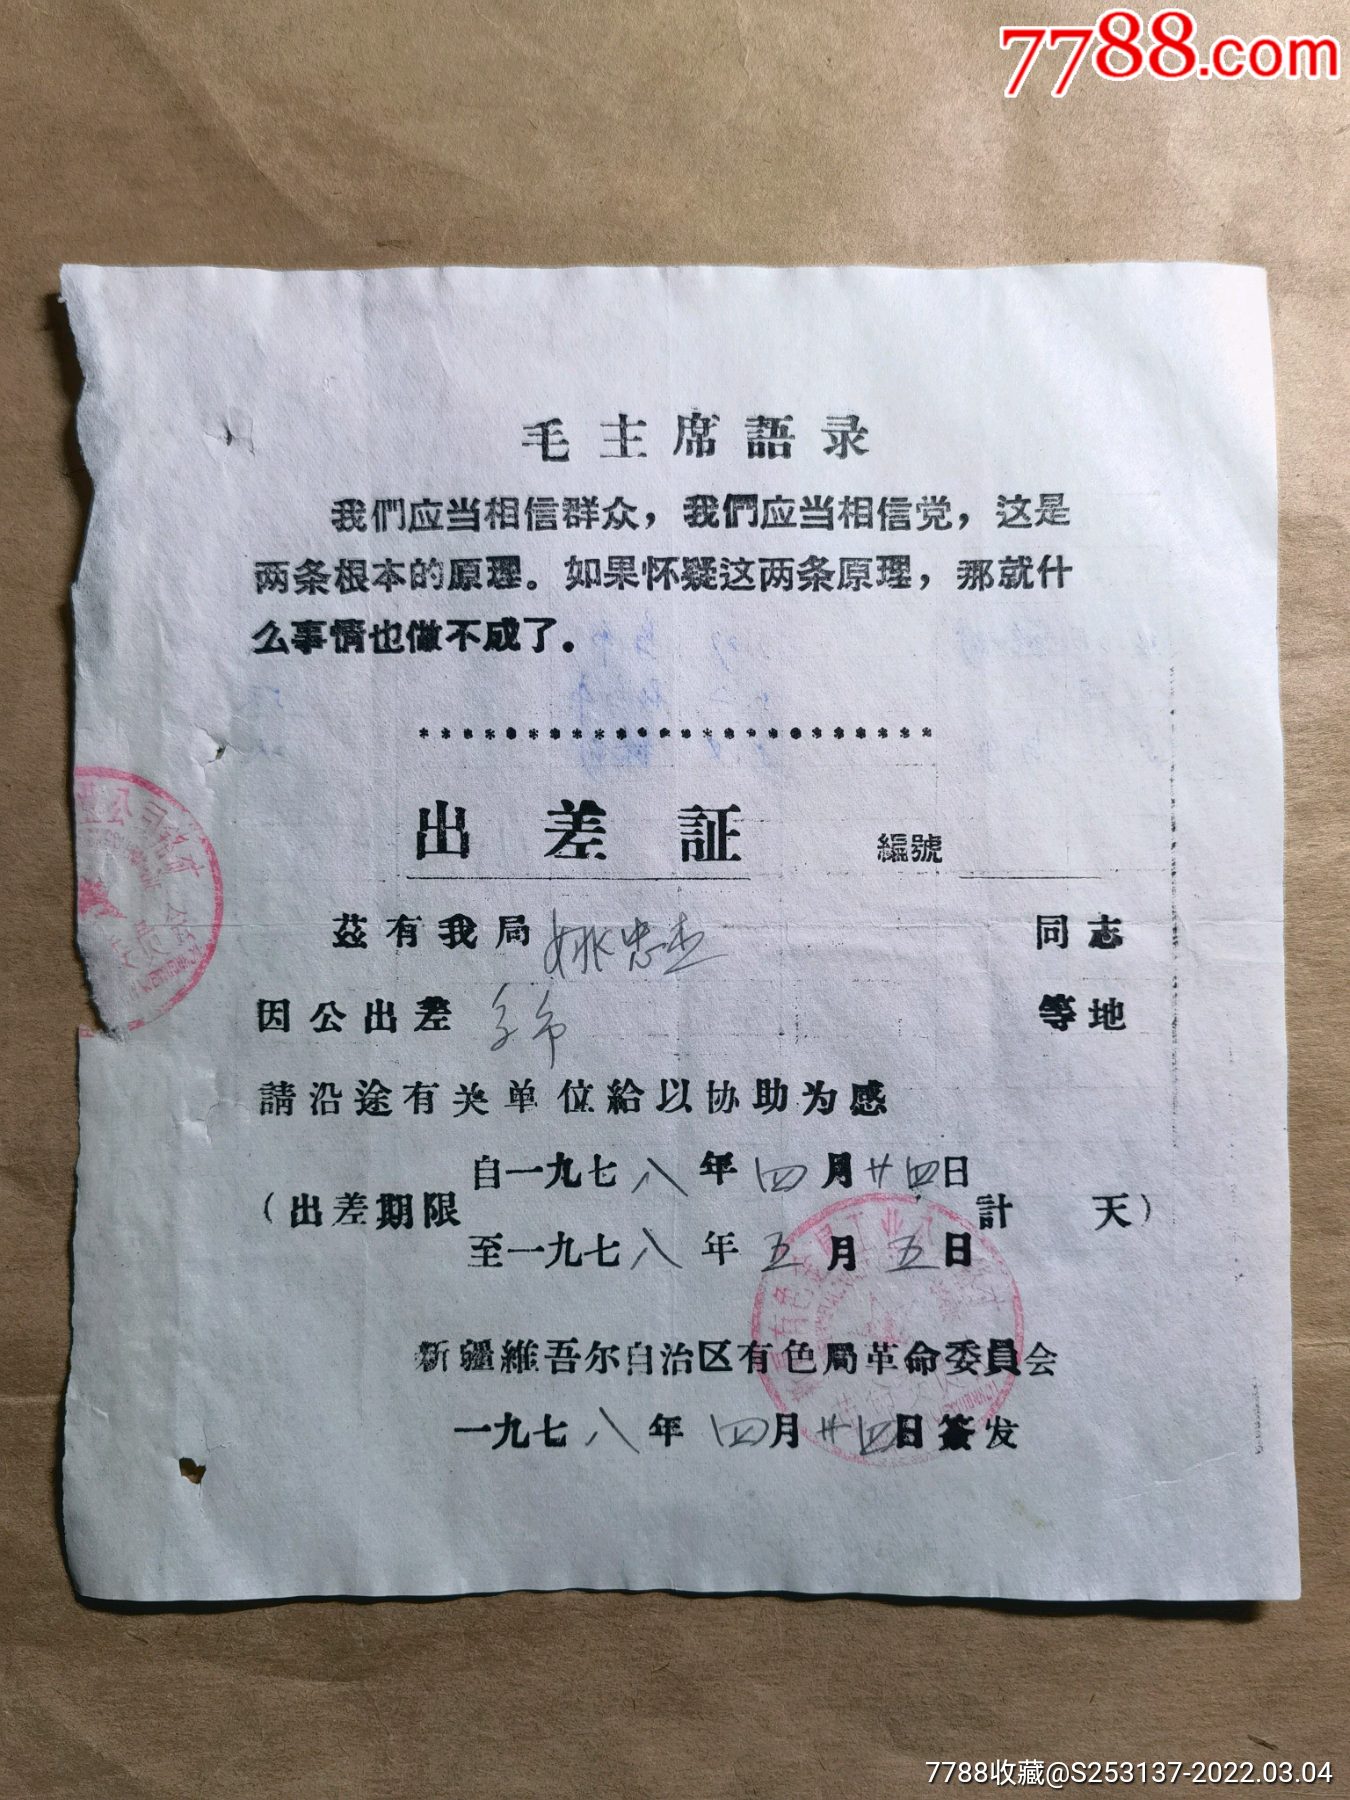 7788.com
毛主席語录
我們应当相信群众，我們应当相信党，这是
两条根本的原理。如果怀疑这两条原理，那就什
么事情也做不成了。
出差証 編號
茲有我局姚忠杰 同志
因公出差 等地
請沿途有关单位給以协助为感
自一九七八年四月廿四日
（出差期限 計 天）
至一九七八年五月五日
新疆維吾尔自治区有色局革命委員会
一九七八年四月廿四日簽发
7788收藏@S253137-2022.03.04